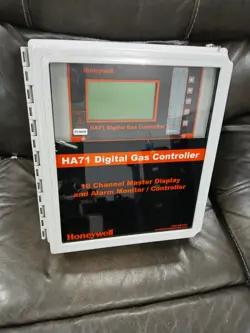 Honeywell
HA71 Digital Gas Controller
HA71 Digital Gas Controller
16 Channel Master Display
and Alarm Monitor / Controller
Honeywell